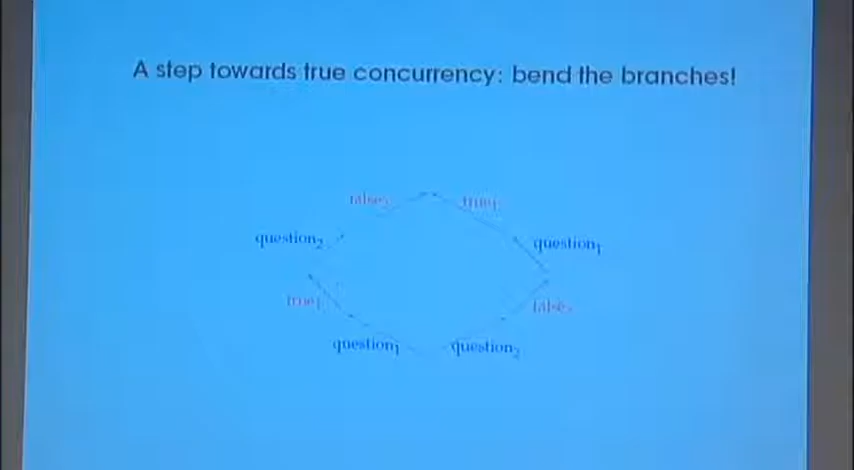 A step towards true concurrency: bend the branches!
false₂ true₁
question₂ question₁
true₁ false₂
question₁ question₂